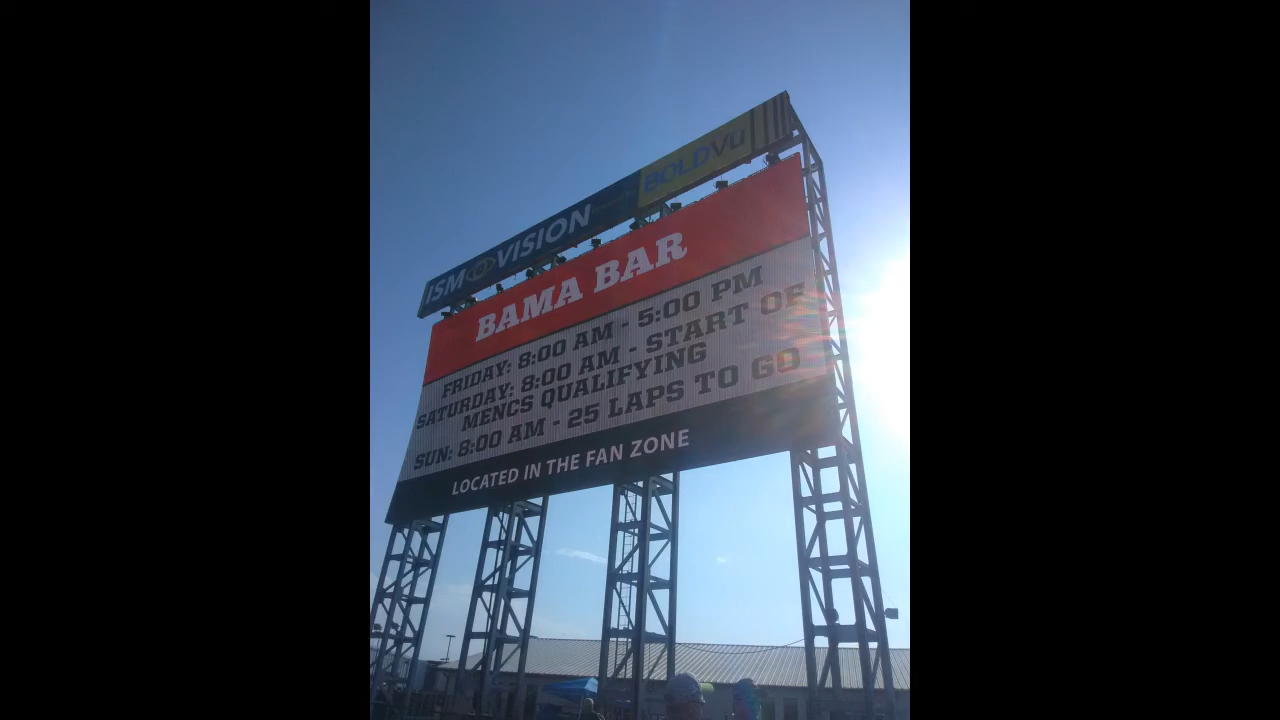 ISM VISION BOLDVU
BAMA BAR
FRIDAY: 8:00 AM - 5:00 PM
SATURDAY: 8:00 AM - START OF
MENCS QUALIFYING
SUN: 8:00 AM - 25 LAPS TO GO
LOCATED IN THE FAN ZONE